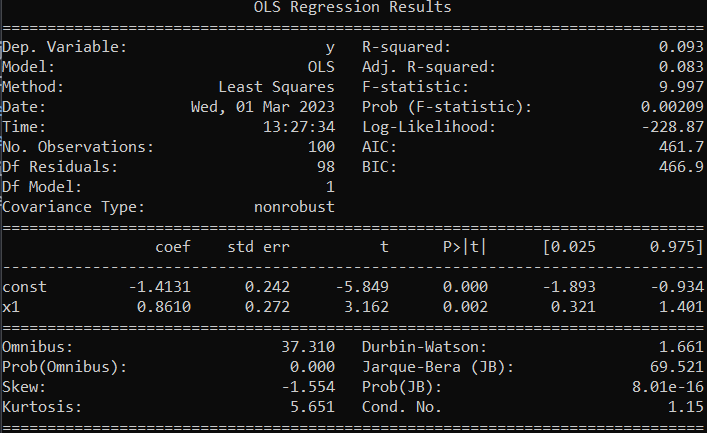 OLS Regression Results
==============================================================================
Dep. Variable:                      y   R-squared:                       0.093
Model:                            OLS   Adj. R-squared:                  0.083
Method:                 Least Squares   F-statistic:                     9.997
Date:                Wed, 01 Mar 2023   Prob (F-statistic):            0.00209
Time:                        13:27:34   Log-Likelihood:                -228.87
No. Observations:                 100   AIC:                             461.7
Df Residuals:                      98   BIC:                             466.9
Df Model:                           1
Covariance Type:            nonrobust
==============================================================================
                 coef    std err          t      P>|t|      [0.025      0.975]
------------------------------------------------------------------------------
const         -1.4131      0.242     -5.849      0.000      -1.893      -0.934
x1             0.8610      0.272      3.162      0.002       0.321       1.401
==============================================================================
Omnibus:                       37.310   Durbin-Watson:                   1.661
Prob(Omnibus):                  0.000   Jarque-Bera (JB):               69.521
Skew:                          -1.554   Prob(JB):                     8.01e-16
Kurtosis:                       5.651   Cond. No.                         1.15
==============================================================================